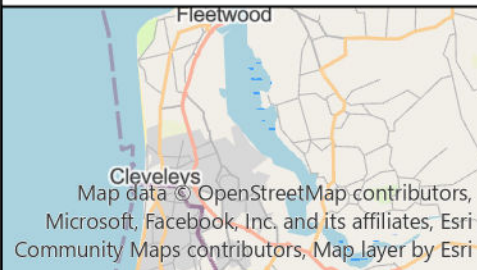 Fleetwood
Cleveleys
Map data © OpenStreetMap contributors,
Microsoft, Facebook, Inc. and its affiliates, Esri
Community Maps contributors, Map layer by Esri